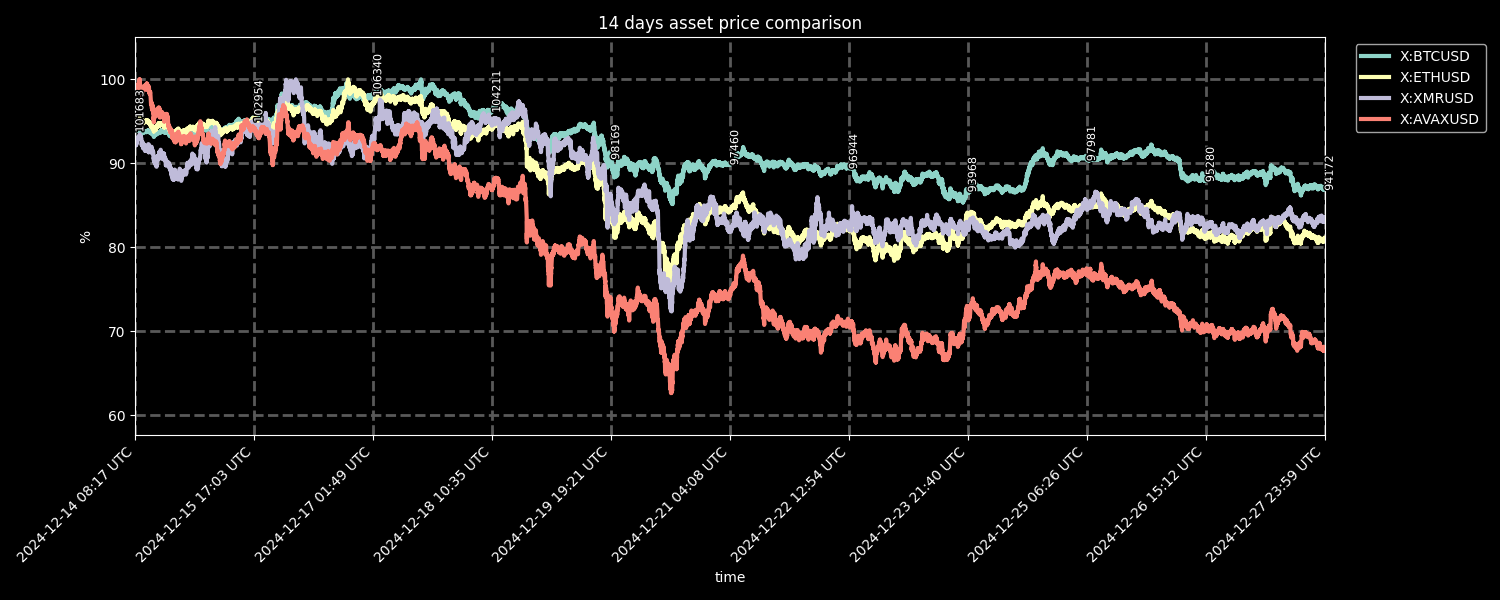 14 days asset price comparison
X:BTCUSD
X:ETHUSD
X:XMRUSD
X:AVAXUSD
%
100
90
80
70
60
101683
102954
106340
104211
98169
97460
96944
93968
97981
95280
94172
2024-12-14 08:17 UTC
2024-12-15 17:03 UTC
2024-12-17 01:49 UTC
2024-12-18 10:35 UTC
2024-12-19 19:21 UTC
2024-12-21 04:08 UTC
2024-12-22 12:54 UTC
2024-12-23 21:40 UTC
2024-12-25 06:26 UTC
2024-12-26 15:12 UTC
2024-12-27 23:59 UTC
time